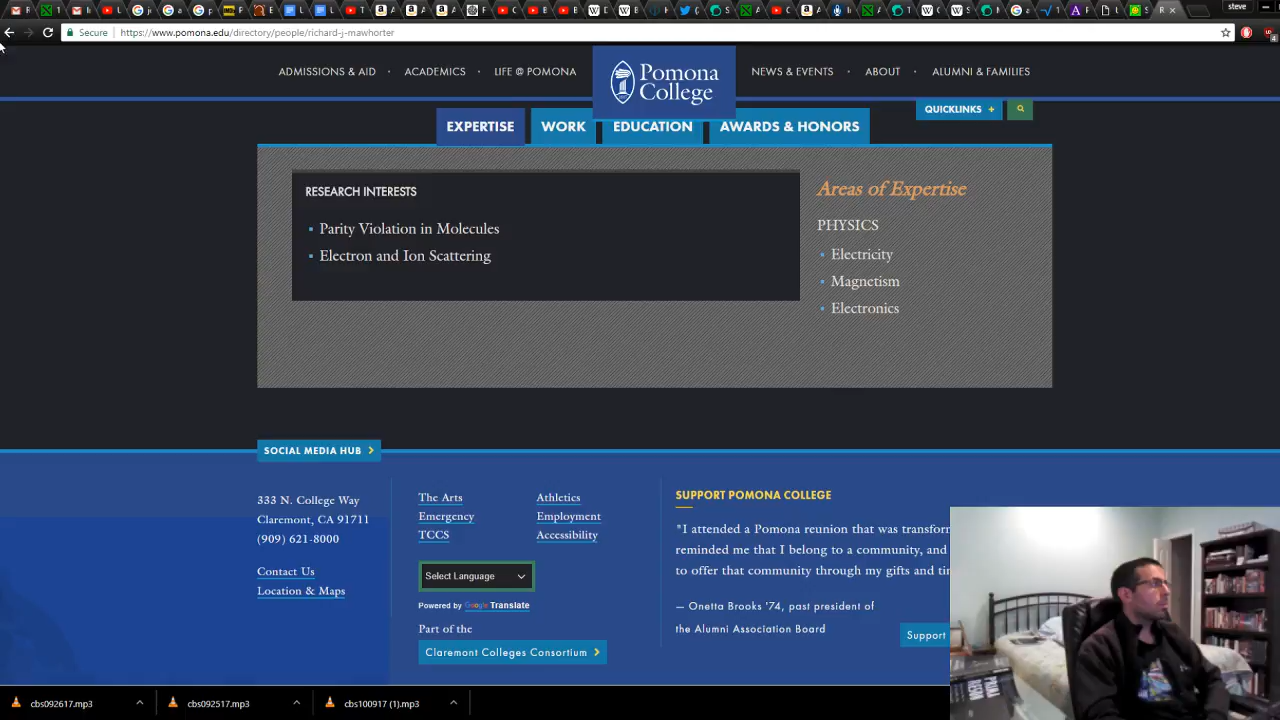 steve
Secure
https://www.pomona.edu/directory/people/richard-j-mawhorter
ADMISSIONS & AID
ACADEMICS
LIFE @ POMONA
Pomona
College
NEWS & EVENTS
ABOUT
ALUMNI & FAMILIES
QUICKLINKS +
EXPERTISE
WORK
EDUCATION
AWARDS & HONORS
RESEARCH INTERESTS
Parity Violation in Molecules
Electron and Ion Scattering
Areas of Expertise
PHYSICS
Electricity
Magnetism
Electronics
SOCIAL MEDIA HUB
333 N. College Way
Claremont, CA 91711
(909) 621-8000
Contact Us
Location & Maps
The Arts
Emergency
TCCS
Athletics
Employment
Accessibility
Select Language
Powered by Google Translate
Part of the
Claremont Colleges Consortium
SUPPORT POMONA COLLEGE
"I attended a Pomona reunion that was transfor
reminded me that I belong to a community, and
to offer that community through my gifts and
— Onetta Brooks '74, past president of
the Alumni Association Board
Support
cbs092617.mp3
cbs092517.mp3
cbs100917 (1).mp3